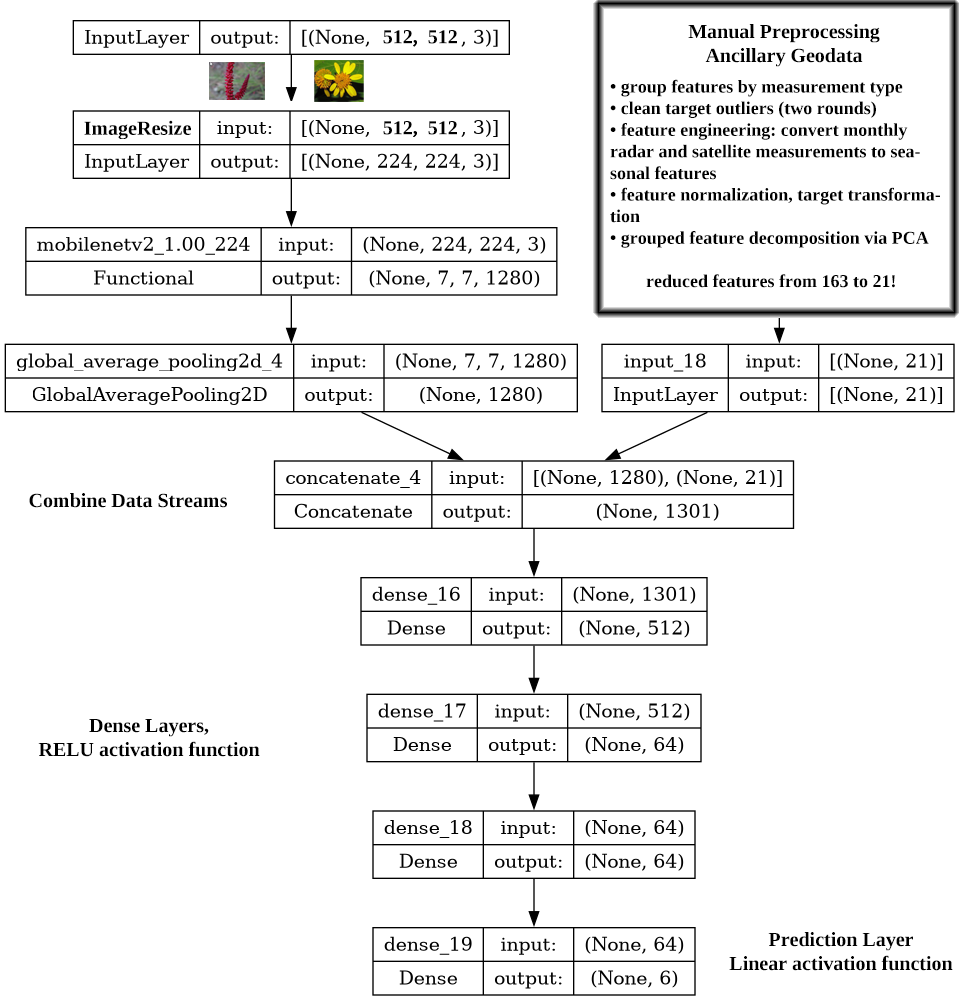 InputLayer output: [(None, 512, 512, 3)]
ImageResize input: [(None, 512, 512, 3)]
InputLayer output: [(None, 224, 224, 3)]
mobilenetv2_1.00_224 input: (None, 224, 224, 3)
Functional output: (None, 7, 7, 1280)
global_average_pooling2d_4 input: (None, 7, 7, 1280)
GlobalAveragePooling2D output: (None, 1280)
Manual Preprocessing
Ancillary Geodata
• group features by measurement type
• clean target outliers (two rounds)
• feature engineering: convert monthly
radar and satellite measurements to sea-
sonal features
• feature normalization, target transforma-
tion
• grouped feature decomposition via PCA
reduced features from 163 to 21!
input_18 input: [(None, 21)]
InputLayer output: [(None, 21)]
Combine Data Streams
concatenate_4 input: [(None, 1280), (None, 21)]
Concatenate output: (None, 1301)
dense_16 input: (None, 1301)
Dense output: (None, 512)
Dense Layers,
RELU activation function
dense_17 input: (None, 512)
Dense output: (None, 64)
dense_18 input: (None, 64)
Dense output: (None, 64)
dense_19 input: (None, 64)
Dense output: (None, 6)
Prediction Layer
Linear activation function